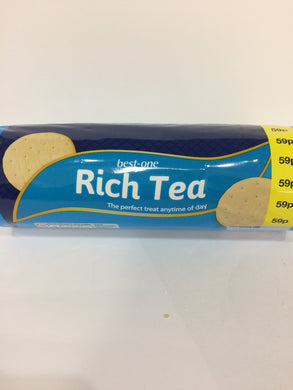 best-one
Rich Tea
The perfect treat anytime of day
59p
59p
59p
59p
59p